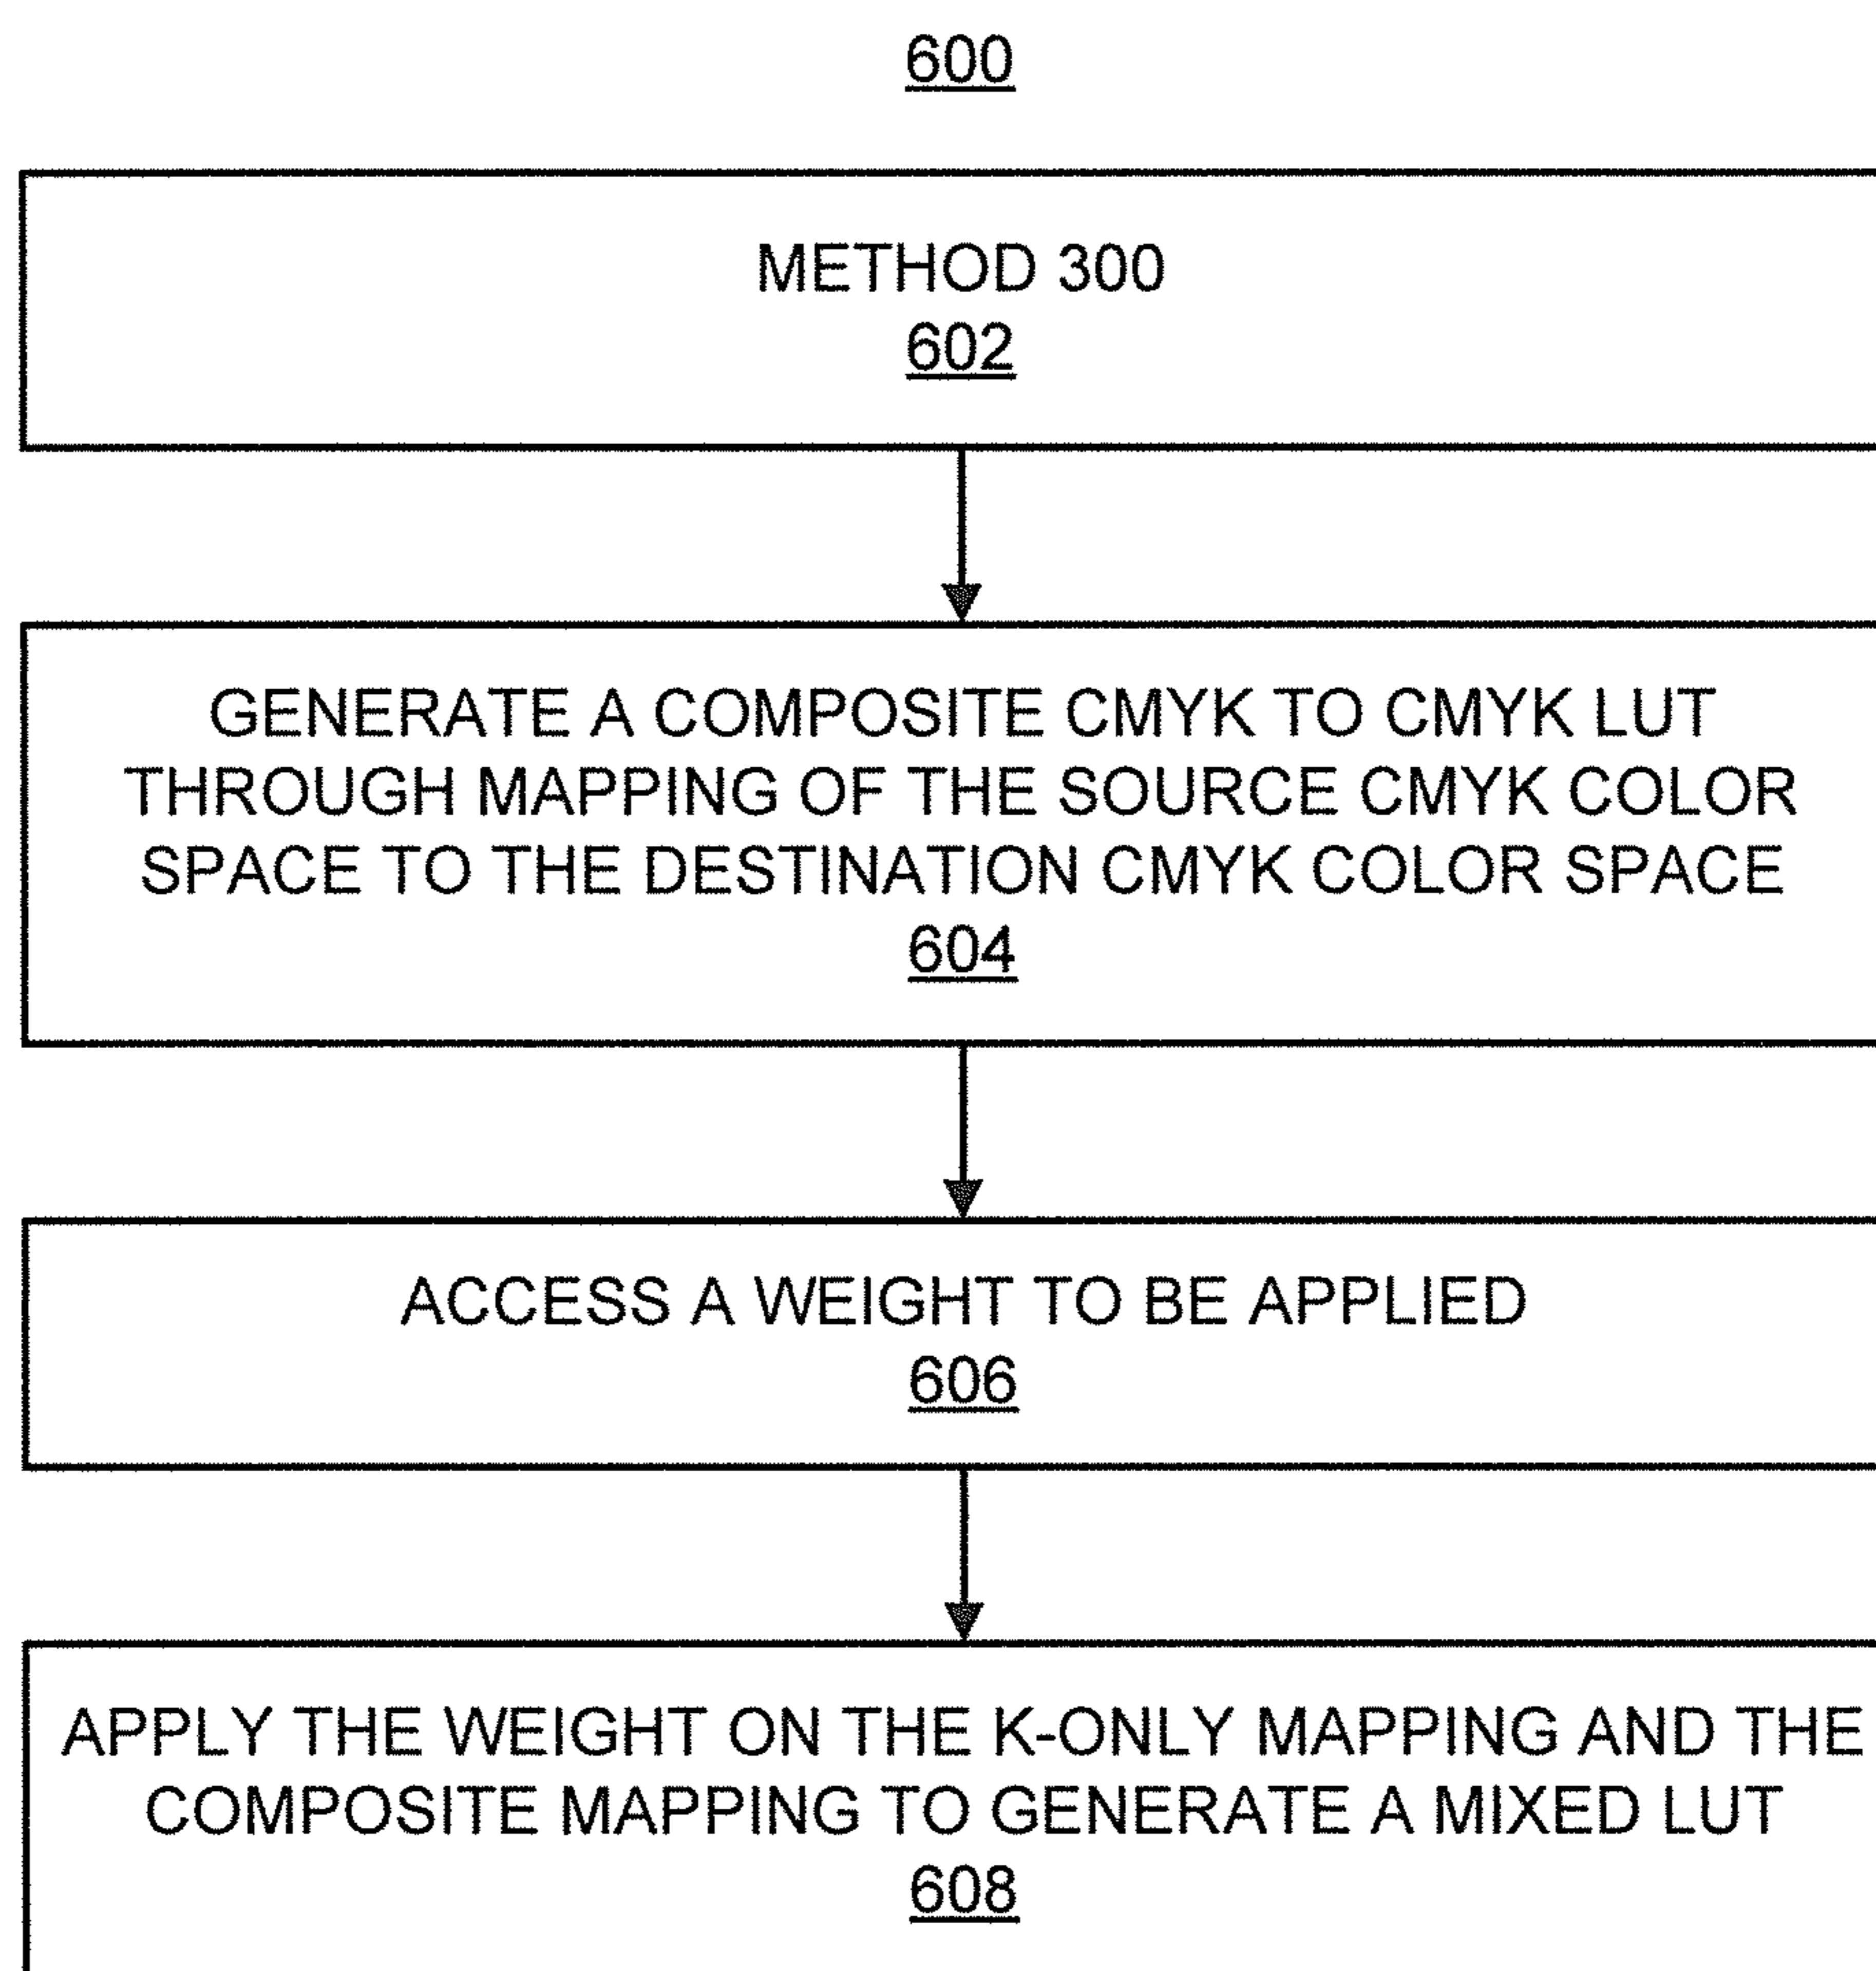 600
METHOD 300
602
GENERATE A COMPOSITE CMYK TO CMYK LUT
THROUGH MAPPING OF THE SOURCE CMYK COLOR
SPACE TO THE DESTINATION CMYK COLOR SPACE
604
ACCESS A WEIGHT TO BE APPLIED
606
APPLY THE WEIGHT ON THE K-ONLY MAPPING AND THE
COMPOSITE MAPPING TO GENERATE A MIXED LUT
608